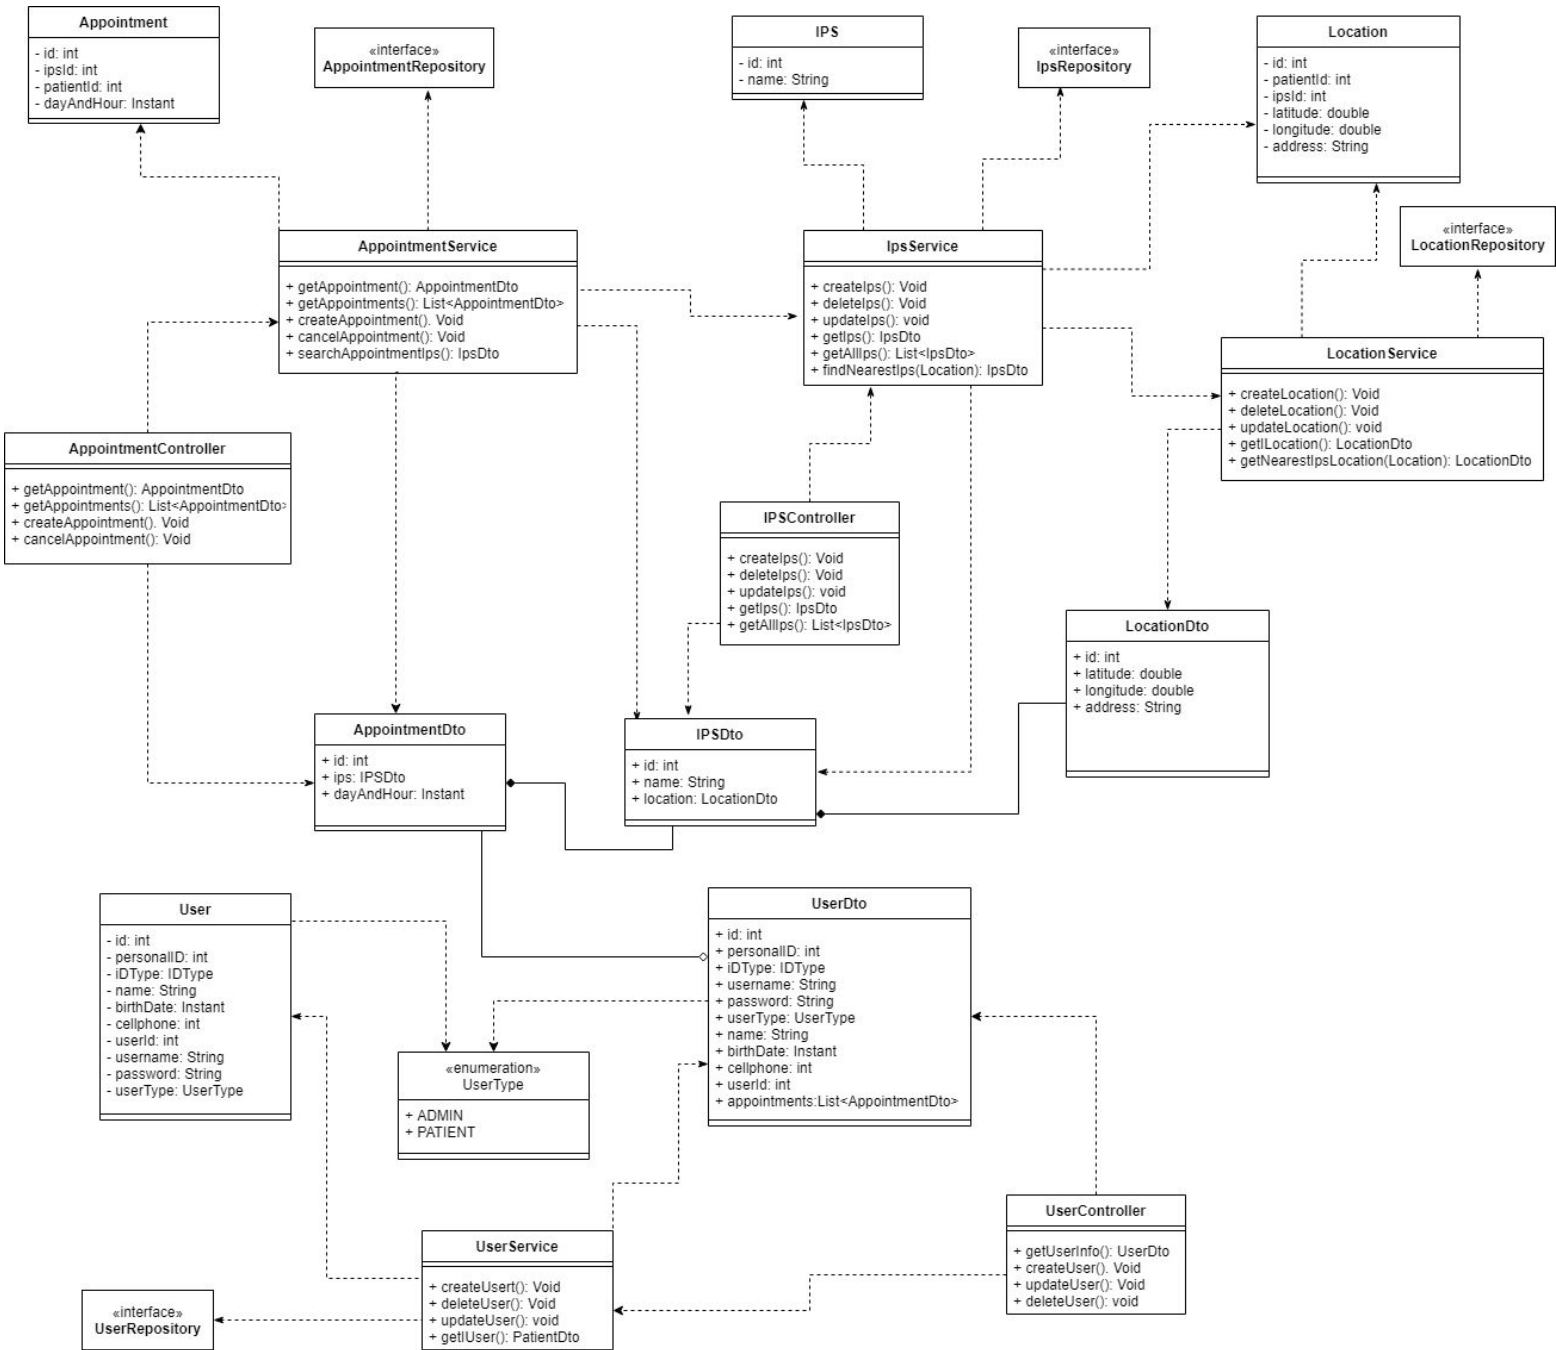 Appointment
- id: int
- ipsId: int
- patientId: int
- dayAndHour: Instant
«interface»
AppointmentRepository
IPS
- id: int
- name: String
«interface»
IpsRepository
Location
- id: int
- patientId: int
- ipsId: int
- latitude: double
- longitude: double
- address: String
«interface»
LocationRepository
AppointmentService
+ getAppointment(): AppointmentDto
+ getAppointments(): List<AppointmentDto>
+ createAppointment(). Void
+ cancelAppointment(): Void
+ searchAppointmentIps(): IpsDto
IpsService
+ createIps(): Void
+ deleteIps(): Void
+ updateIps(): void
+ getIps(): IpsDto
+ getAllIps(): List<IpsDto>
+ findNearestIps(Location): IpsDto
LocationService
+ createLocation(): Void
+ deleteLocation(): Void
+ updateLocation(): void
+ getlLocation(): LocationDto
+ getNearestIpsLocation(Location): LocationDto
AppointmentController
+ getAppointment(): AppointmentDto
+ getAppointments(): List<AppointmentDto>
+ createAppointment(). Void
+ cancelAppointment(): Void
IPSController
+ createIps(): Void
+ deleteIps(): Void
+ updateIps(): void
+ getIps(): IpsDto
+ getAllIps(): List<IpsDto>
LocationDto
+ id: int
+ latitude: double
+ longitude: double
+ address: String
AppointmentDto
+ id: int
+ ips: IPSDto
+ dayAndHour: Instant
IPSDto
+ id: int
+ name: String
+ location: LocationDto
User
- id: int
- personalID: int
- iDType: IDType
- name: String
- birthDate: Instant
- cellphone: int
- userId: int
- username: String
- password: String
- userType: UserType
UserDto
+ id: int
+ personalID: int
+ iDType: IDType
+ username: String
+ password: String
+ userType: UserType
+ name: String
+ birthDate: Instant
+ cellphone: int
+ userId: int
+ appointments:List<AppointmentDto>
«enumeration»
UserType
+ ADMIN
+ PATIENT
UserController
+ getUserInfo(): UserDto
+ createUser(). Void
+ updateUser(): Void
+ deleteUser(): void
UserService
+ createUsert(): Void
+ deleteUser(): Void
+ updateUser(): void
+ getlUser(): PatientDto
«interface»
UserRepository